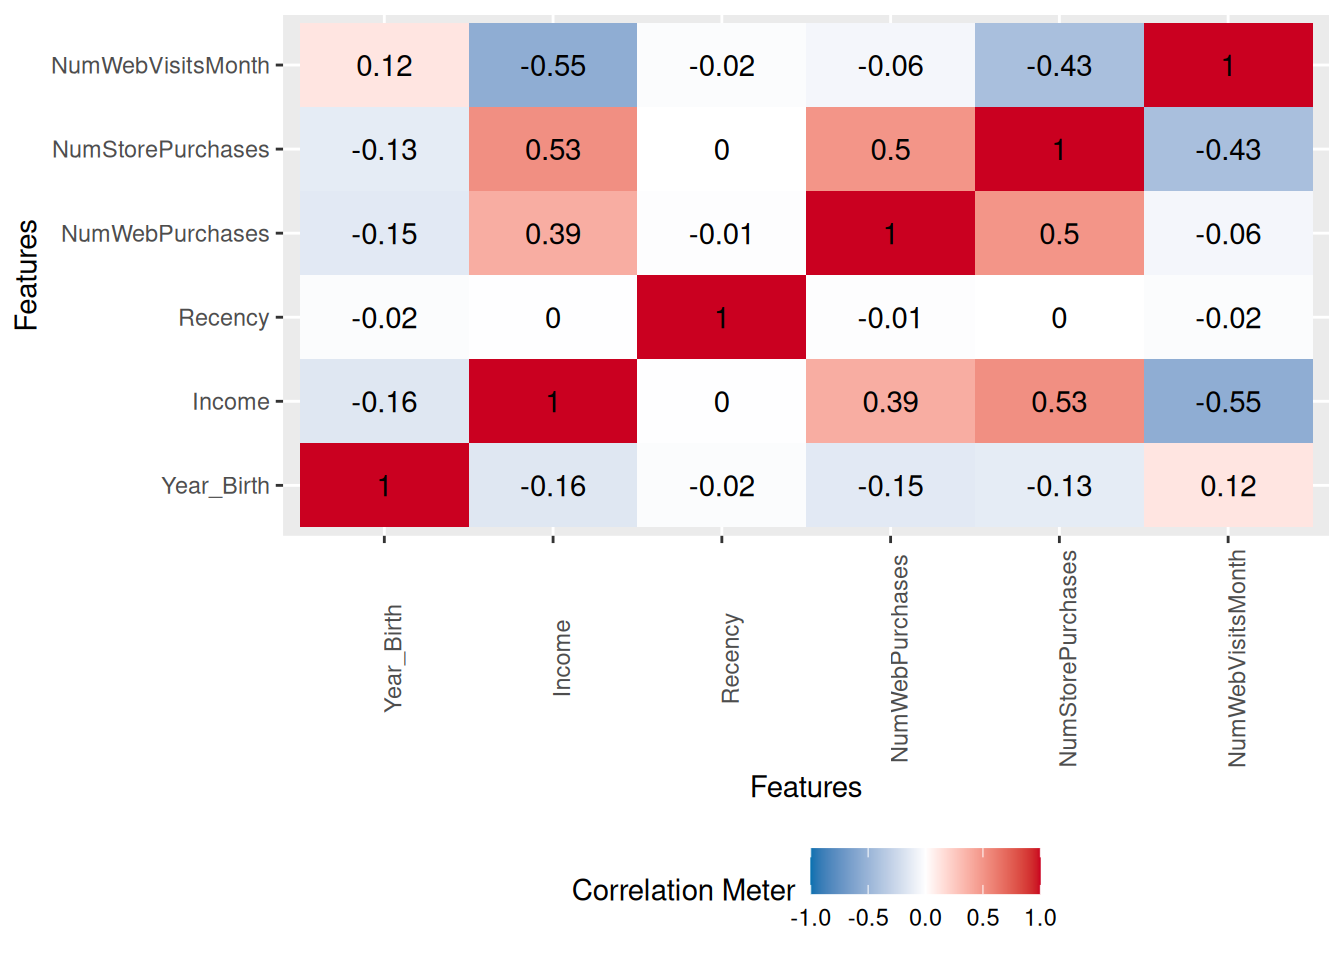 NumWebVisitsMonth 0.12 -0.55 -0.02 -0.06 -0.43 1
NumStorePurchases -0.13 0.53 0 0.5 1 -0.43
NumWebPurchases -0.15 0.39 -0.01 1 0.5 -0.06
Recency -0.02 0 1 -0.01 0 -0.02
Income -0.16 1 0 0.39 0.53 -0.55
Year_Birth 1 -0.16 -0.02 -0.15 -0.13 0.12
Features
Year_Birth
Income
Recency
NumWebPurchases
NumStorePurchases
NumWebVisitsMonth
Features
Correlation Meter
-1.0 -0.5 0.0 0.5 1.0